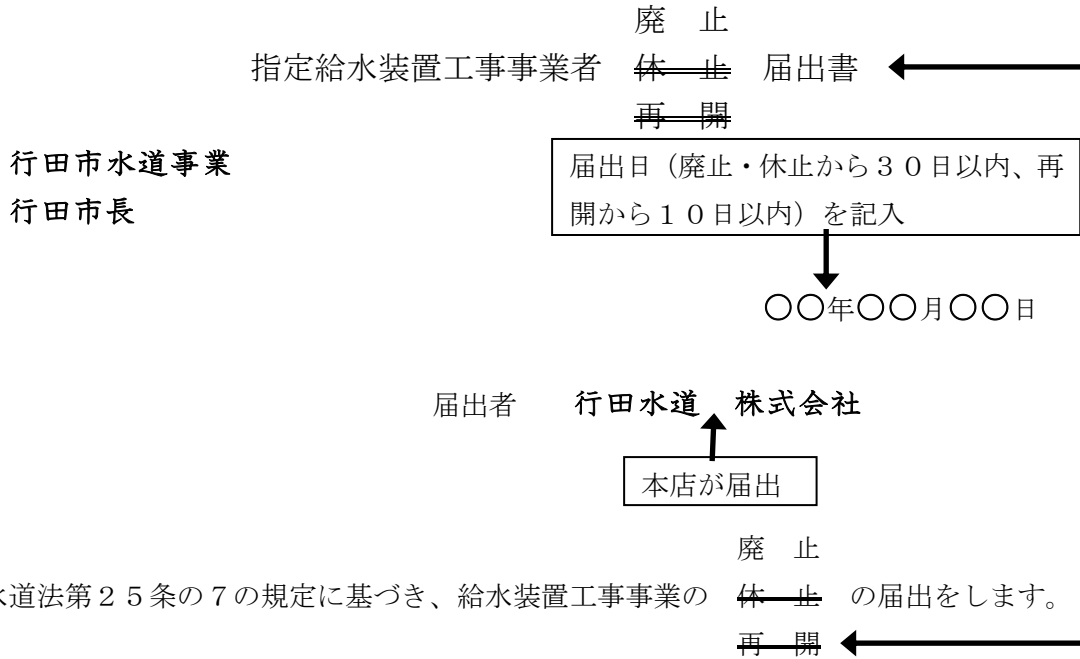 廃　止
指定給水装置工事事業者　休　止　届出書
再　開
行田市水道事業
行田市長
届出日（廃止・休止から３０日以内、再
開から１０日以内）を記入
〇〇年〇〇月〇〇日
届出者　行田水道　株式会社
本店が届出
廃　止
水道法第２５条の７の規定に基づき、給水装置工事事業の　休　止　の届出をします。
再　開